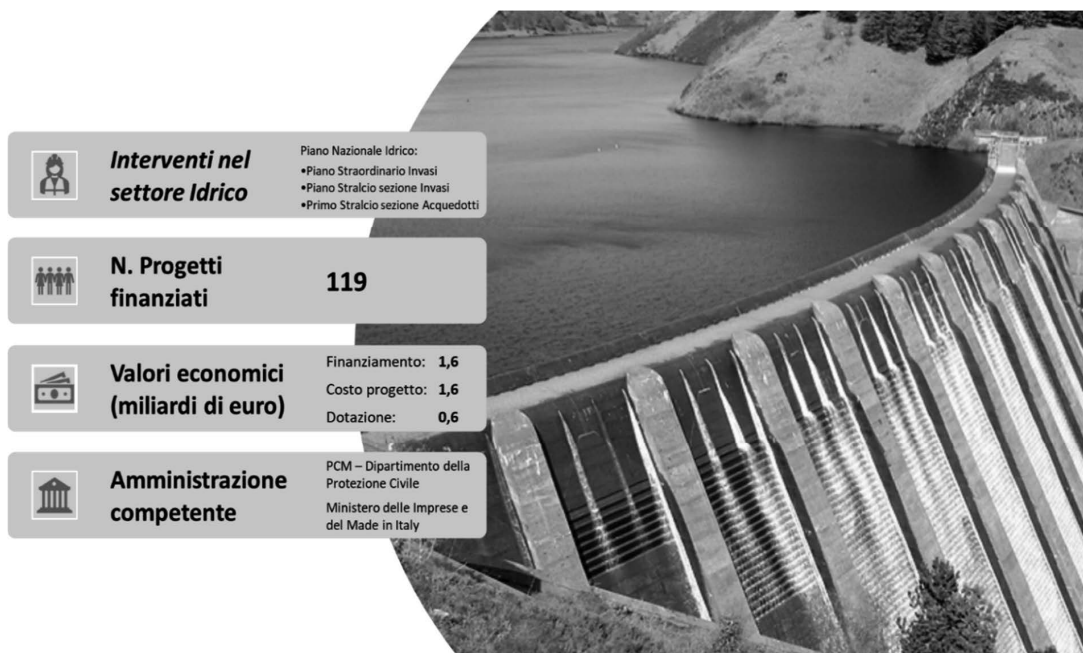 Interventi nel
settore Idrico
Piano Nazionale Idrico:
•Piano Straordinario Invasi
•Piano Stralcio sezione Invasi
•Primo Stralcio sezione Acquedotti
N. Progetti
finanziati
119
Valori economici
(miliardi di euro)
Finanziamento: 1,6
Costo progetto: 1,6
Dotazione: 0,6
Amministrazione
competente
PCM – Dipartimento della
Protezione Civile
Ministero delle Imprese e
del Made in Italy